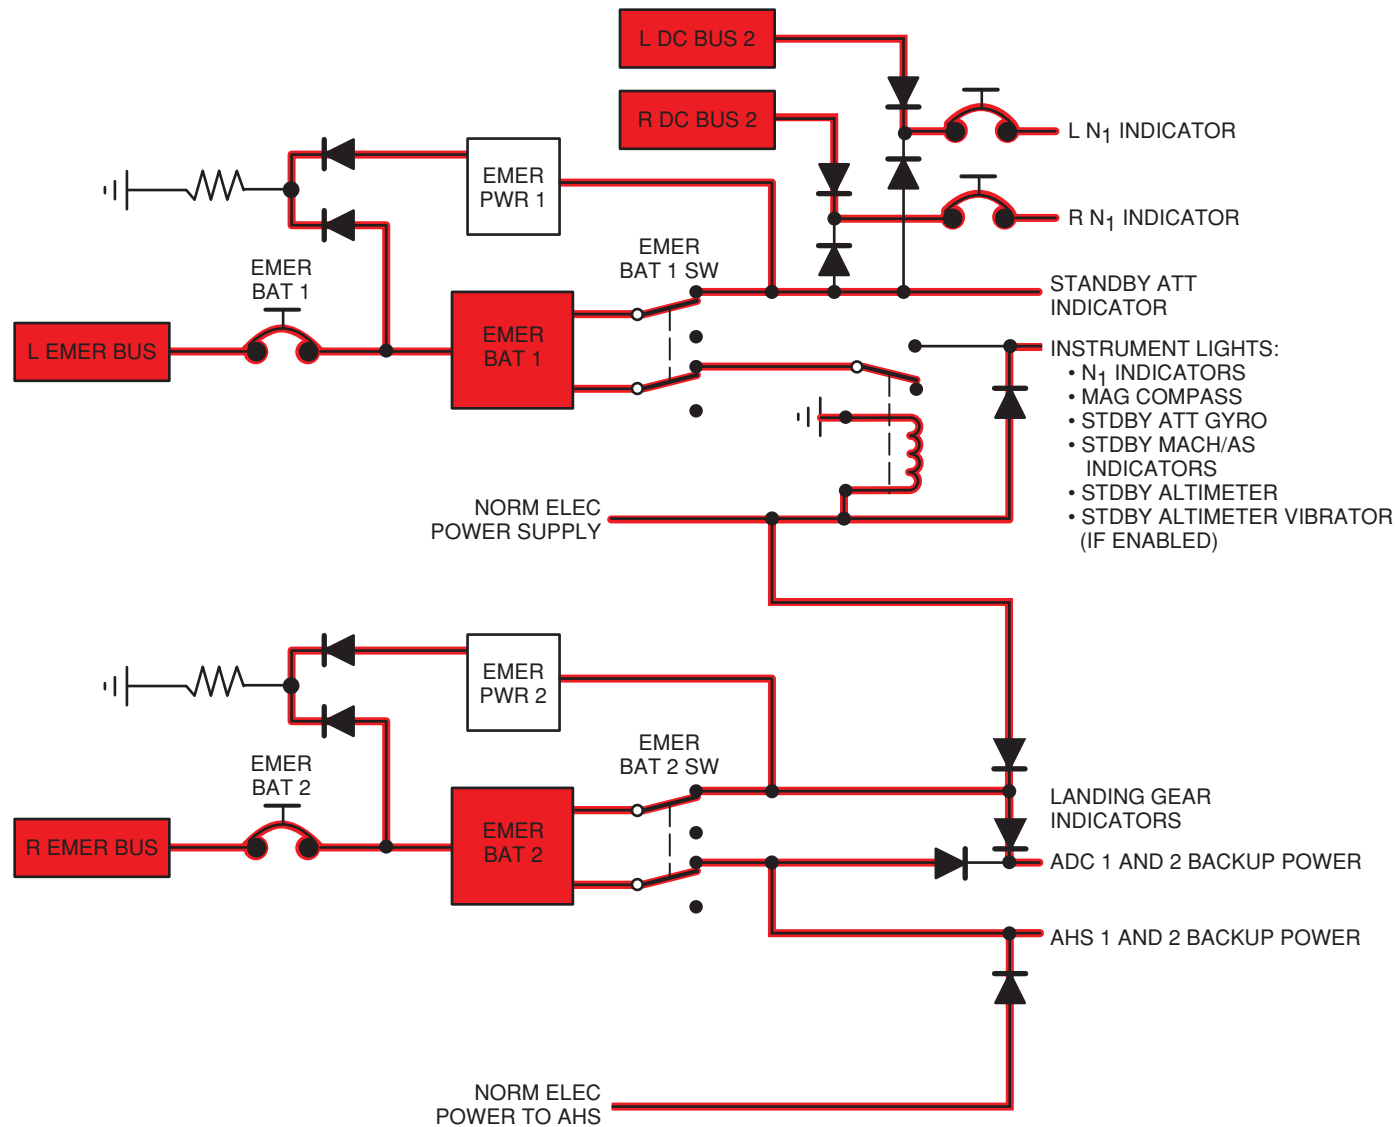 L DC BUS 2
R DC BUS 2
L N1 INDICATOR
R N1 INDICATOR
EMER
PWR 1
EMER
BAT 1 SW
EMER
BAT 1
STANDBY ATT
INDICATOR
L EMER BUS
EMER
BAT 1
INSTRUMENT LIGHTS:
• N1 INDICATORS
• MAG COMPASS
• STDBY ATT GYRO
• STDBY MACH/AS
INDICATORS
• STDBY ALTIMETER
• STDBY ALTIMETER VIBRATOR
(IF ENABLED)
NORM ELEC
POWER SUPPLY
EMER
PWR 2
EMER
BAT 2 SW
EMER
BAT 2
R EMER BUS
EMER
BAT 2
LANDING GEAR
INDICATORS
ADC 1 AND 2 BACKUP POWER
AHS 1 AND 2 BACKUP POWER
NORM ELEC
POWER TO AHS